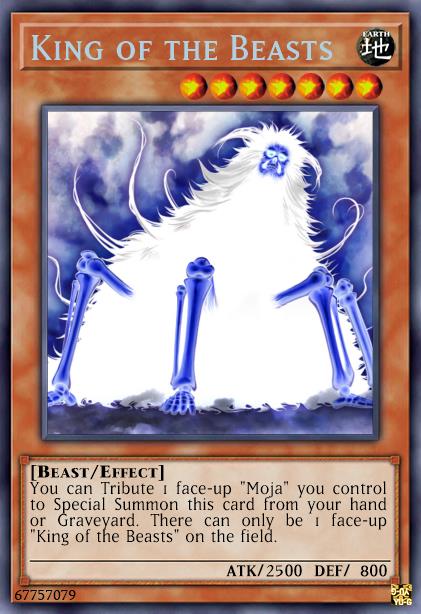 KING OF THE BEASTS
EARTH
地
[BEAST/EFFECT]
You can Tribute 1 face-up "Moja" you control
to Special Summon this card from your hand
or Graveyard. There can only be 1 face-up
"King of the Beasts" on the field.
ATK/2500 DEF/ 800
67757079